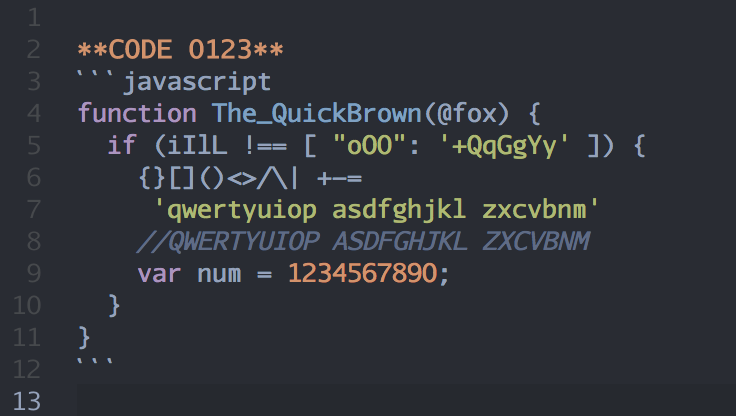 1
2 **CODE 0123**
3 ```javascript
4 function The_QuickBrown(@fox) {
5   if (iIlL !== [ "oO0": '+QqGgYy' ]) {
6     {}[]()<>/\| +-=
7      'qwertyuiop asdfghjkl zxcvbnm'
8     //QWERTYUIOP ASDFGHJKL ZXCVBNM
9     var num = 1234567890;
10   }
11 }
12 ```
13